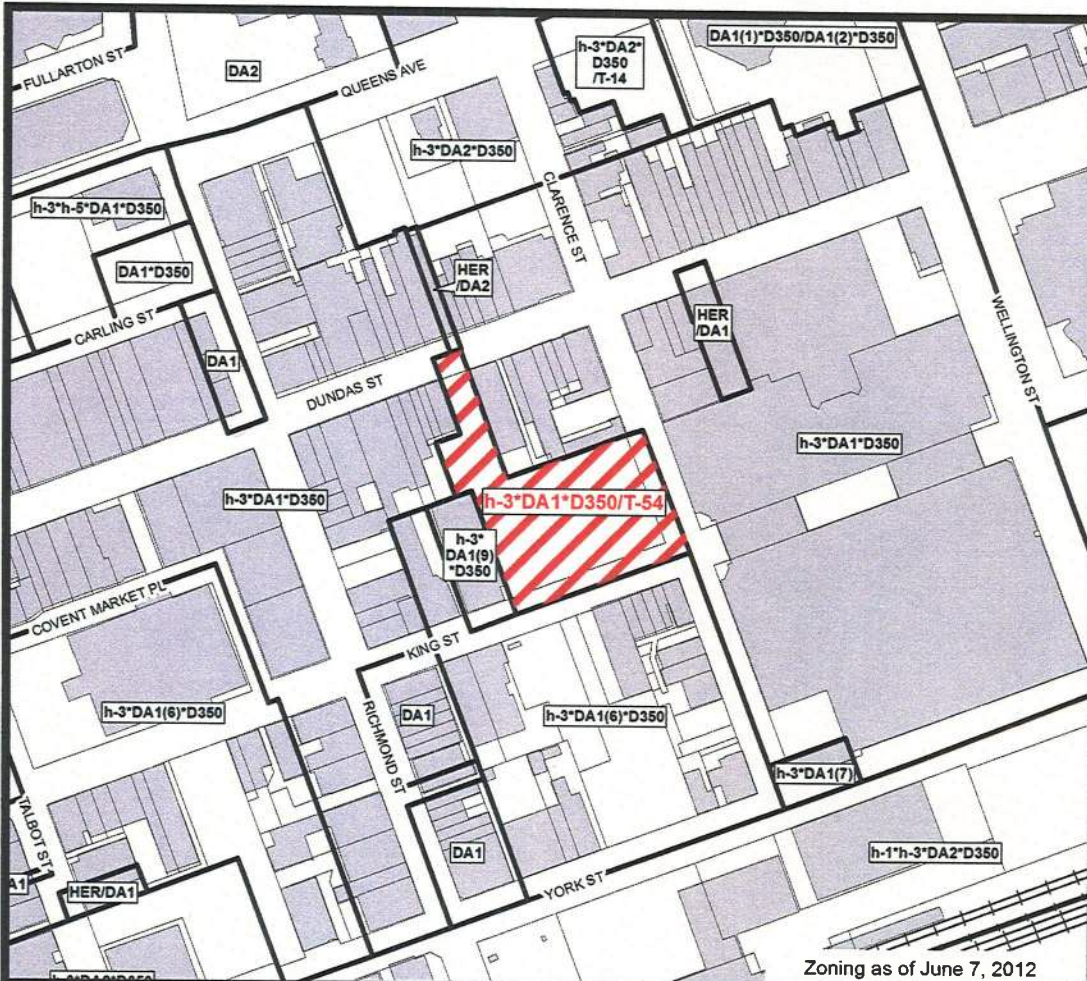 FULLARTON ST
DA2
QUEENS AVE
h-3*DA2*
D350
/T-14
DA1(1)*D350/DA1(2)*D350
h-3*DA2*D350
h-3*h-5*DA1*D350
CLARENCE ST
DA1*D350
HER
/DA2
HER
/DA1
WELLINGTON ST
CARLING ST
DA1
DUNDAS ST
h-3*DA1*D350
h-3*DA1*D350
h-3*DA1*D350/T-54
h-3*
DA1(9)
*D350
COVENT MARKET PL
KING ST
h-3*DA1(6)*D350
RICHMOND ST
DA1
h-3*DA1(6)*D350
h-3*DA1(7)
TALBOT ST
DA1
h-1*h-3*DA2*D350
HER/DA1
YORK ST
Zoning as of June 7, 2012